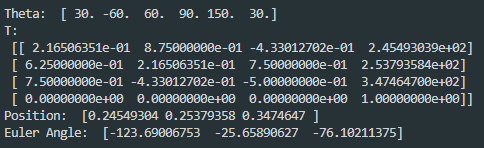 Theta:  [ 30. -60.  60.  90. 150.  30.]
T:
 [[ 2.16506351e-01  8.75000000e-01 -4.33012702e-01  2.45493039e+02]
 [ 6.25000000e-01  2.16506351e-01  7.50000000e-01  2.53793584e+02]
 [ 7.50000000e-01 -4.33012702e-01 -5.00000000e-01  3.47464700e+02]
 [ 0.00000000e+00  0.00000000e+00  0.00000000e+00  1.00000000e+00]]
Position:  [0.24549304 0.25379358 0.3474647 ]
Euler Angle:  [-123.69006753  -25.65890627  -76.10211375]